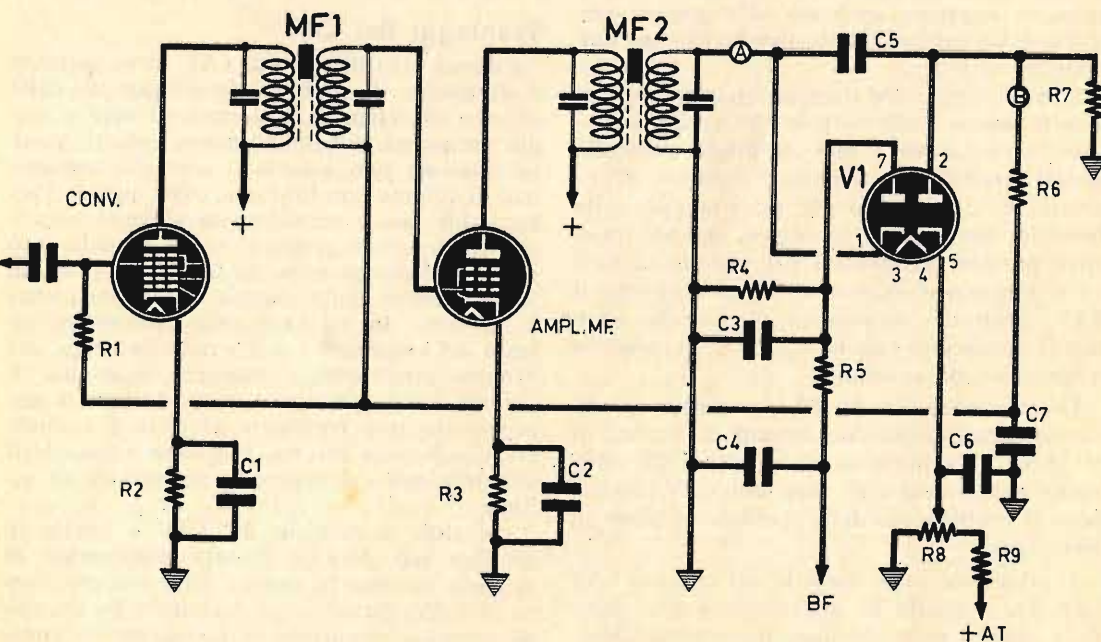 MF1
MF2
A
C5
B
R7
CONV.
7
V1
2
R6
1
3
4
5
R1
AMPL.MF.
R4
C3
R5
C7
C6
R2
C1
R3
C2
C4
R8
R9
BF
+AT
+
+